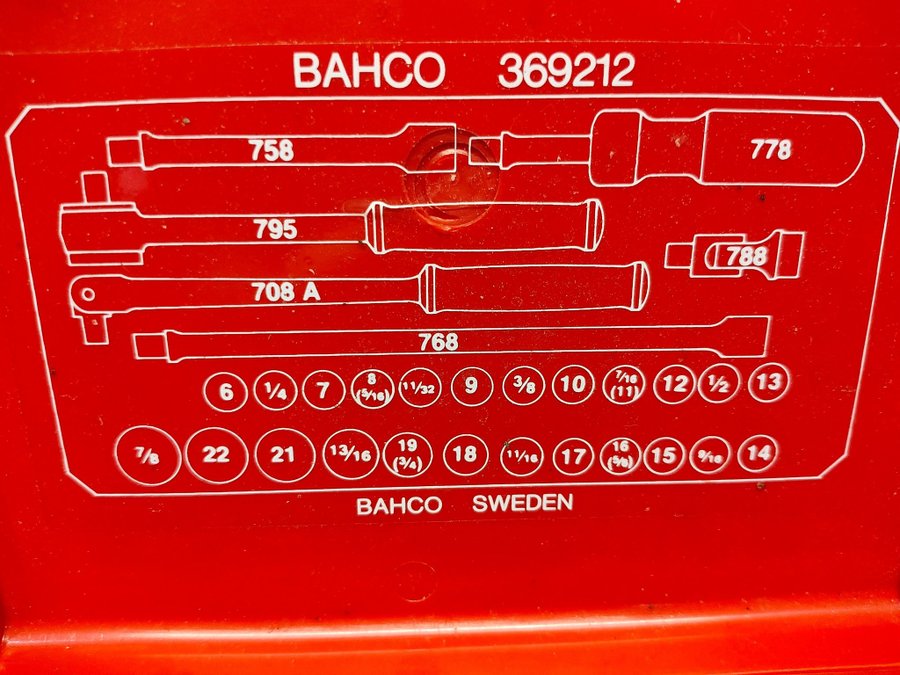 BAHCO 369212
758 778
795 788
708 A
768
6 1/4 7 8 (5/16) 11/32 9 3/8 10 7/16 (11) 12 1/2 13
7/8 22 21 13/16 19 (3/4) 18 11/16 17 16 (5/8) 15 9/16 14
BAHCO SWEDEN